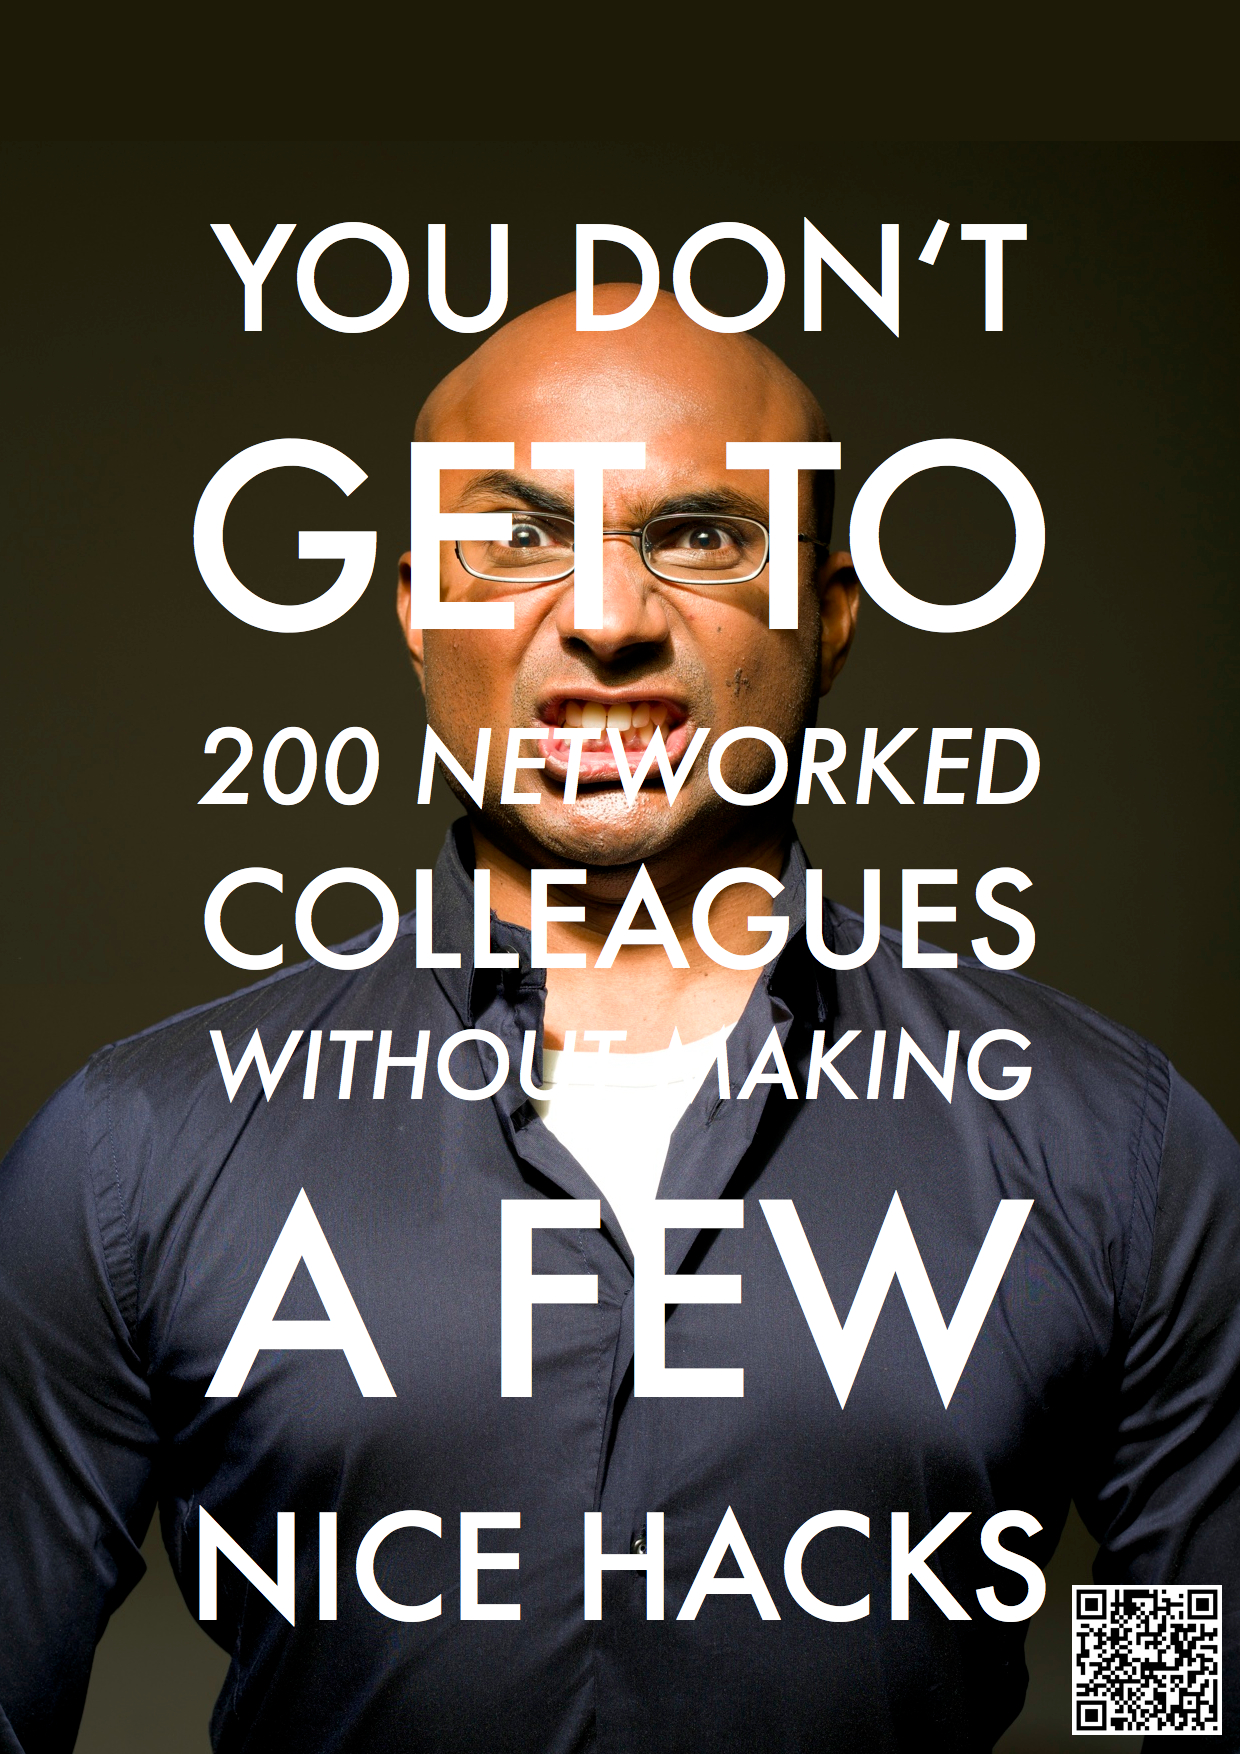 YOU DON'T
GET TO
200 NETWORKED
COLLEAGUES
WITHOUT MAKING
A FEW
NICE HACKS